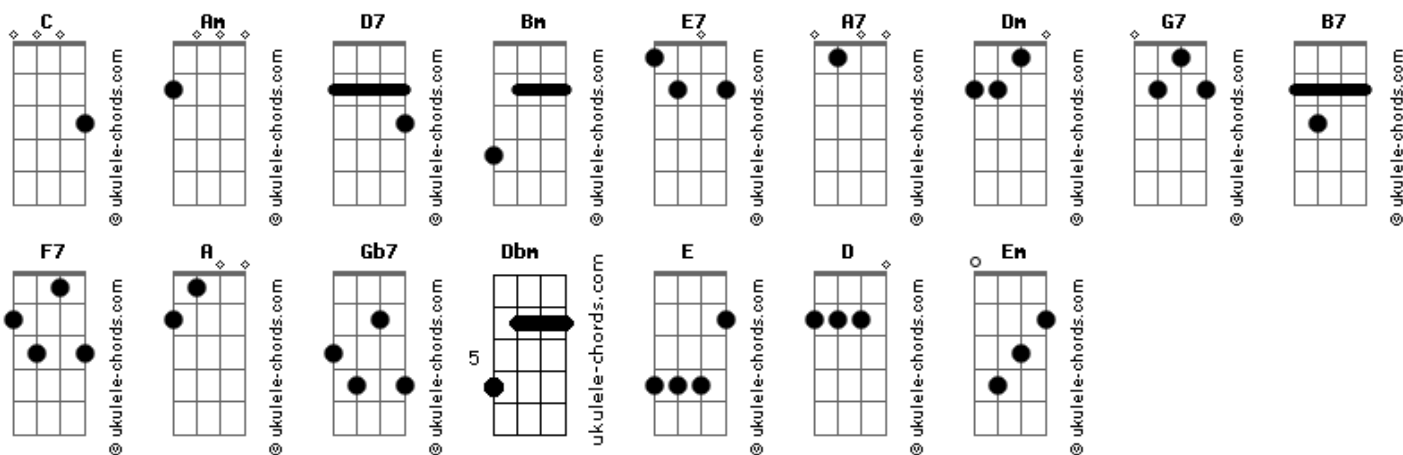 C Am D7 Bm E7 A7 Dm G7 B7
© ukulele-chords.com © ukulele-chords.com © ukulele-chords.com © ukulele-chords.com © ukulele-chords.com © ukulele-chords.com © ukulele-chords.com © ukulele-chords.com © ukulele-chords.com
F7 A Gb7 Dbm E D Em
5
© ukulele-chords.com © ukulele-chords.com © ukulele-chords.com ukulele-chords.com © ukulele-chords.com © ukulele-chords.com © ukulele-chords.com